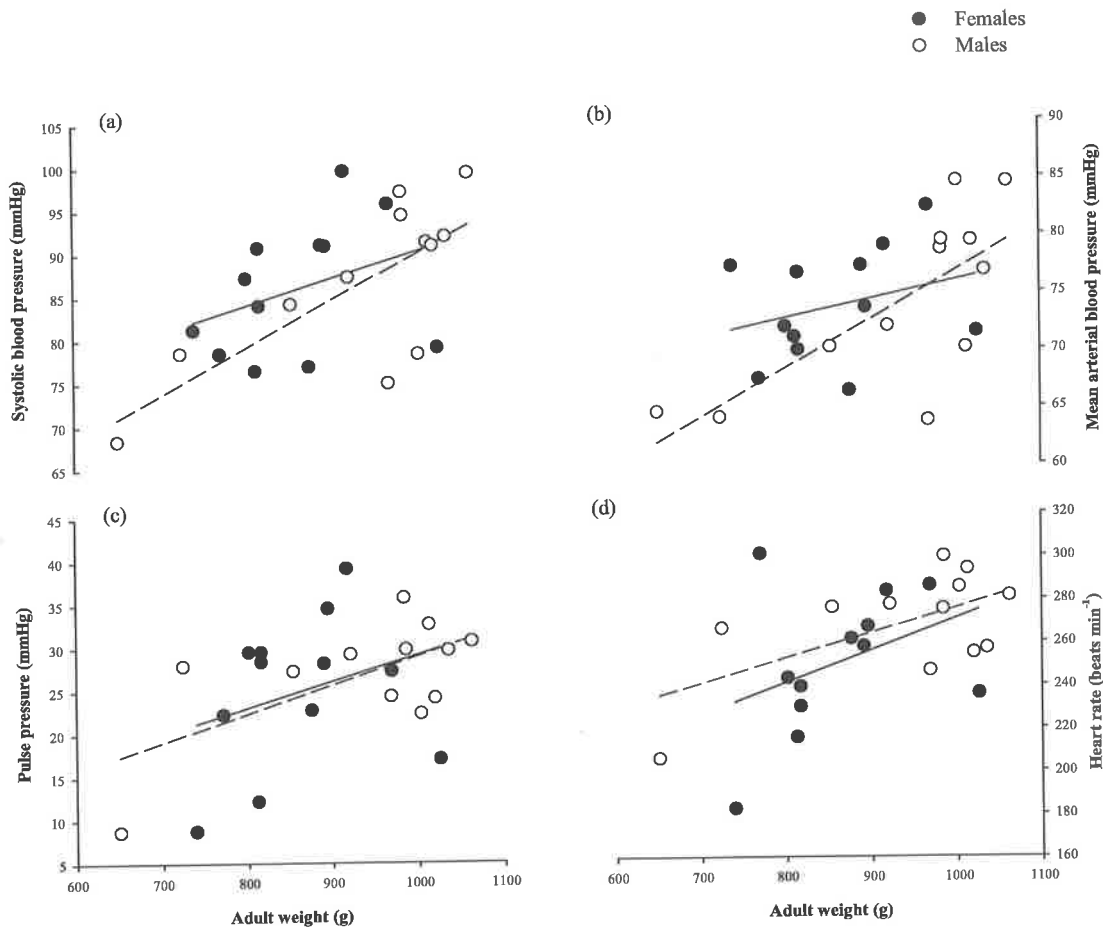 Females
Males
(a)
(b)
105
100
95
90
85
80
75
70
65
Systolic blood pressure (mmHg)
90
85
80
75
70
65
60
Mean arterial blood pressure (mmHg)
(c)
(d)
45
40
35
30
25
20
15
10
5
Pulse pressure (mmHg)
320
300
280
260
240
220
200
180
160
Heart rate (beats min⁻¹)
600 700 800 900 1000 1100
600 700 800 900 1000 1100
Adult weight (g)
Adult weight (g)